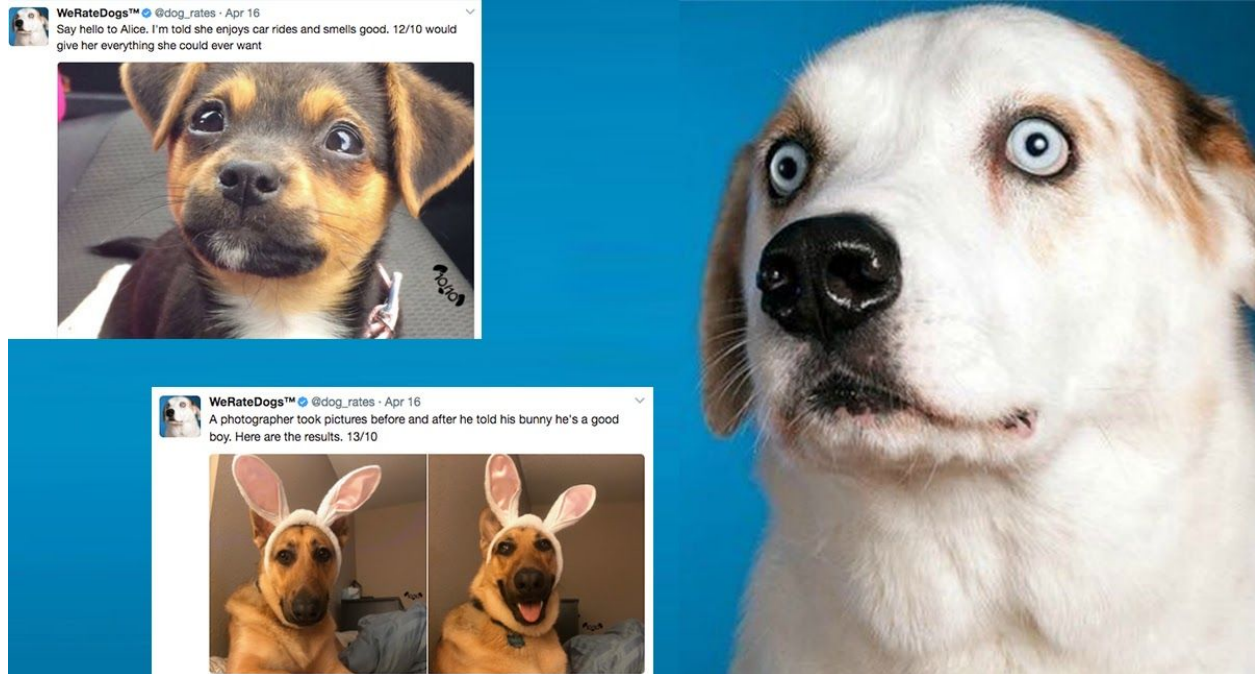 WeRateDogs™ @dog_rates · Apr 16
Say hello to Alice. I'm told she enjoys car rides and smells good. 12/10 would
give her everything she could ever want
WeRateDogs™ @dog_rates · Apr 16
A photographer took pictures before and after he told his bunny he's a good
boy. Here are the results. 13/10